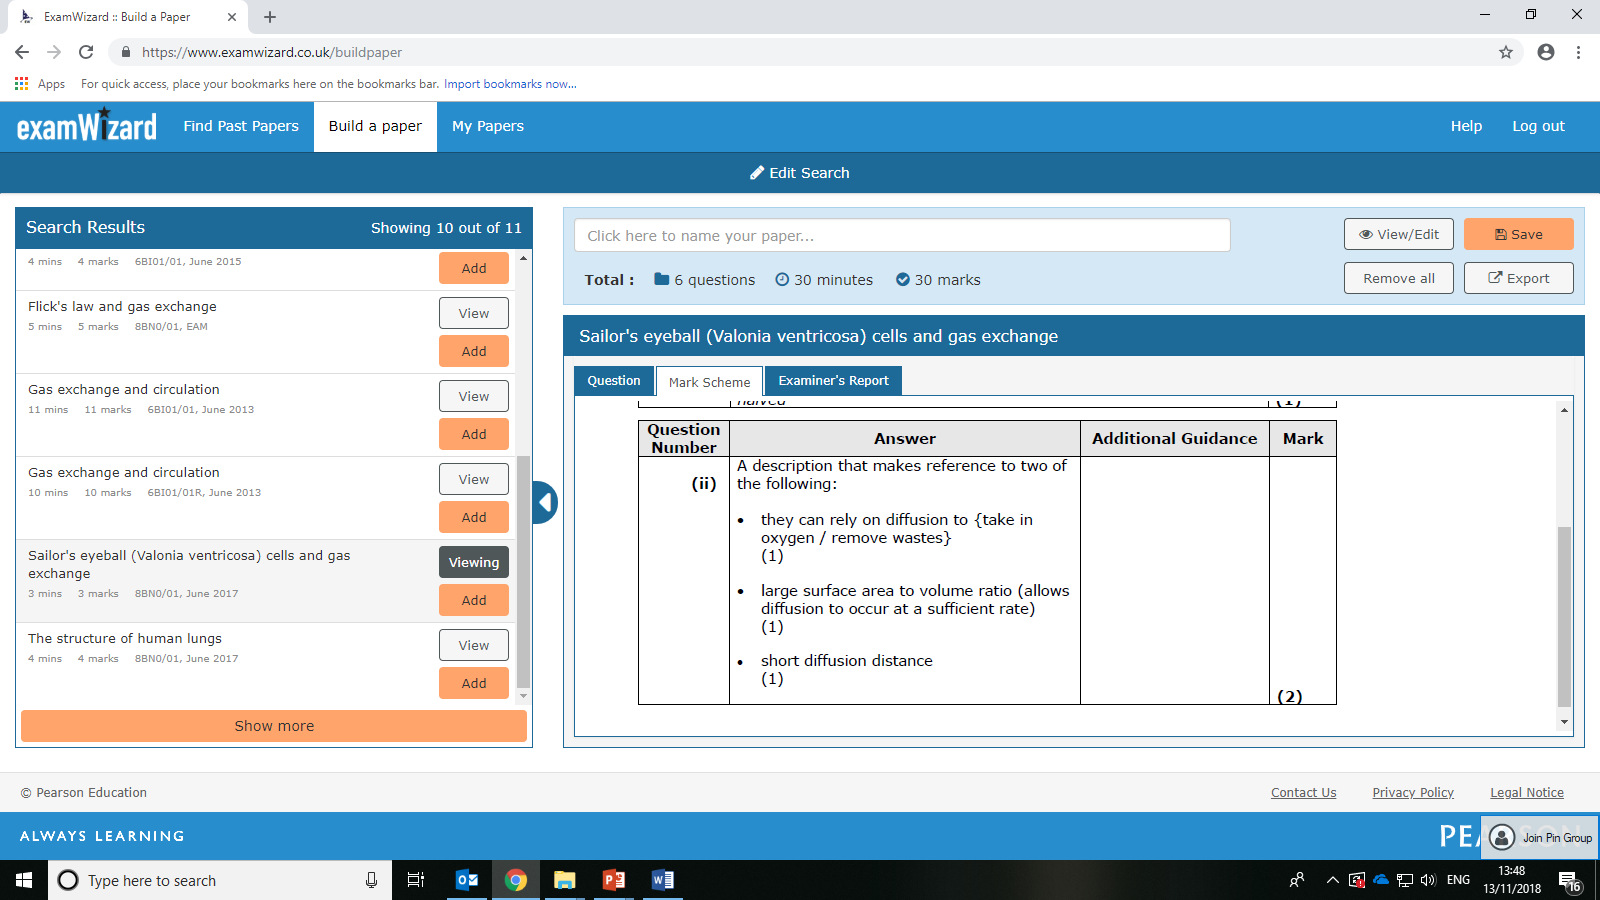 ExamWizard :: Build a Paper
https://www.examwizard.co.uk/buildpaper
Apps For quick access, place your bookmarks here on the bookmarks bar. Import bookmarks now...
examWizard Find Past Papers Build a paper My Papers Help Log out
Edit Search
Search Results Showing 10 out of 11
4 mins 4 marks 6BI01/01, June 2015
Add
Flick's law and gas exchange
5 mins 5 marks 8BN0/01, EAM
View
Add
Gas exchange and circulation
11 mins 11 marks 6BI01/01, June 2013
View
Add
Gas exchange and circulation
10 mins 10 marks 6BI01/01R, June 2013
View
Add
Sailor's eyeball (Valonia ventricosa) cells and gas
exchange
3 mins 3 marks 8BN0/01, June 2017
Viewing
Add
The structure of human lungs
4 mins 4 marks 8BN0/01, June 2017
View
Add
Show more
Click here to name your paper...
View/Edit Save
Total : 6 questions 30 minutes 30 marks
Remove all Export
Sailor's eyeball (Valonia ventricosa) cells and gas exchange
Question Mark Scheme Examiner's Report
halved (1)
Question
Number
Answer
Additional Guidance
Mark
(ii)
A description that makes reference to two of
the following:
• they can rely on diffusion to {take in
oxygen / remove wastes}
(1)
• large surface area to volume ratio (allows
diffusion to occur at a sufficient rate)
(1)
• short diffusion distance
(1)
(2)
© Pearson Education
Contact Us Privacy Policy Legal Notice
ALWAYS LEARNING
Join Pin Group
Type here to search
ENG
13:48
13/11/2018
16